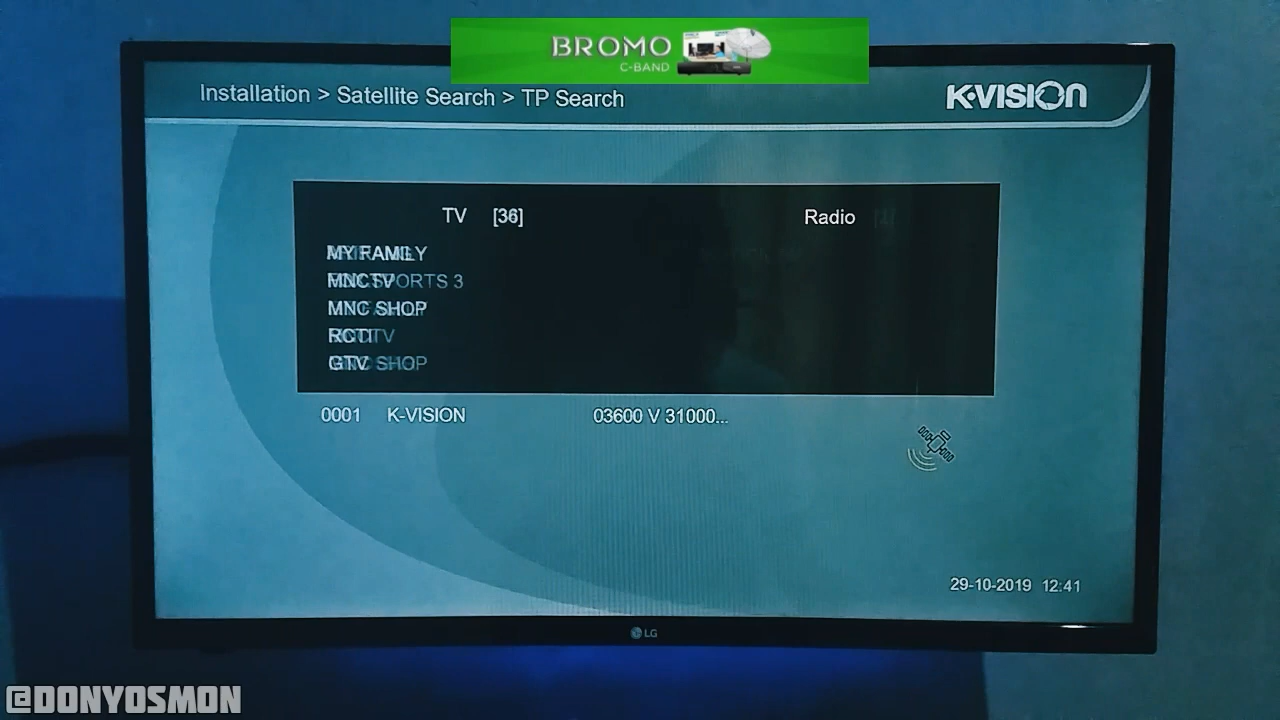 BROMO
C-BAND
Installation > Satellite Search > TP Search
K-VISION
TV [36]
Radio
MY FAMILY
MNCTV
MNC SHOP
RCTI
GTV
0001 K-VISION 03600 V 31000...
29-10-2019 12:41
LG
@DONYOSMON